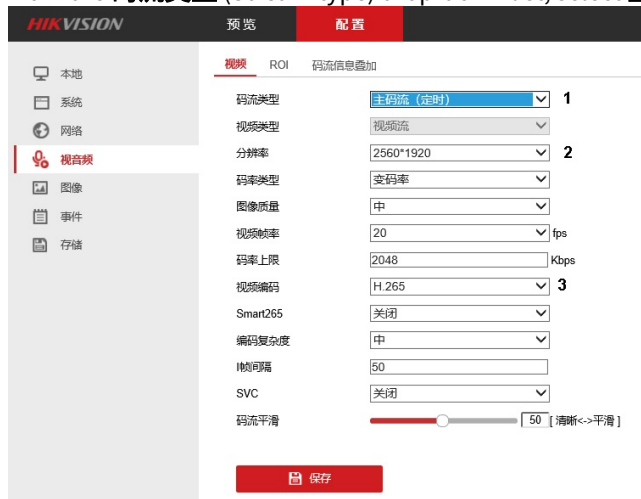 HIKVISION 预览 配置
本地
系统
网络
视音频
图像
事件
存储
视频 ROI 码流信息叠加
码流类型 主码流（定时） 1
视频类型 视频流
分辨率 2560*1920 2
码率类型 变码率
图像质量 中
视频帧率 20 fps
码率上限 2048 Kbps
视频编码 H.265 3
Smart265 关闭
编码复杂度 中
I帧间隔 50
SVC 关闭
码流平滑 50 [ 清晰<->平滑 ]
保存